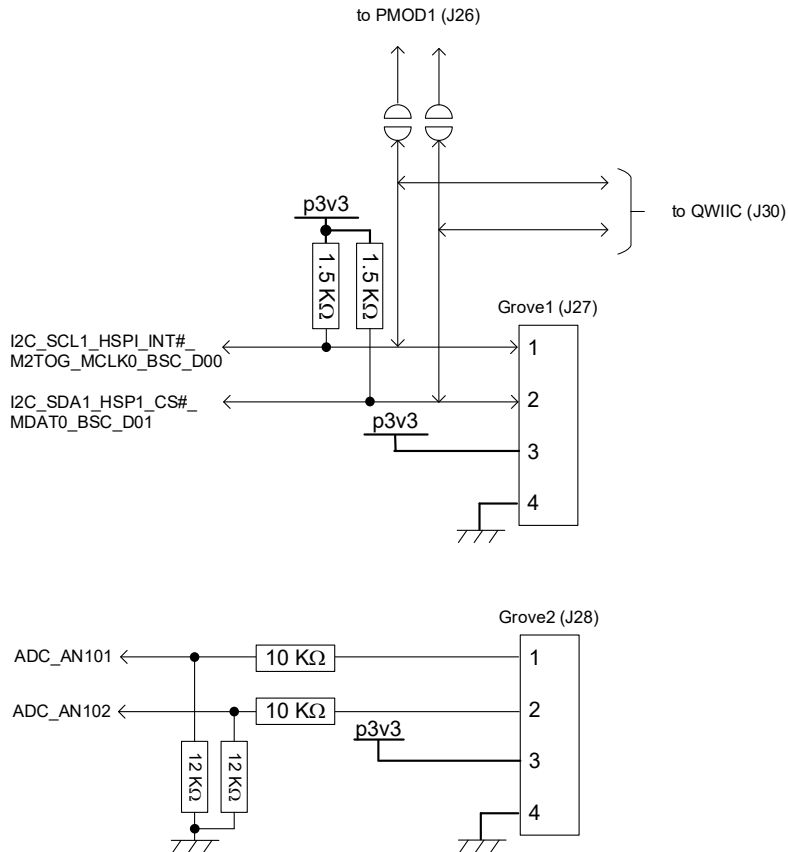 to PMOD1 (J26)
to QWIIC (J30)
p3v3
1.5 KΩ
1.5 KΩ
Grove1 (J27)
I2C_SCL1_HSPI_INT#_
M2TOG_MCLK0_BSC_D00
1
I2C_SDA1_HSP1_CS#_
MDAT0_BSC_D01
2
p3v3
3
4
Grove2 (J28)
ADC_AN101
10 KΩ
1
ADC_AN102
10 KΩ
2
p3v3
12 KΩ
12 KΩ
3
4